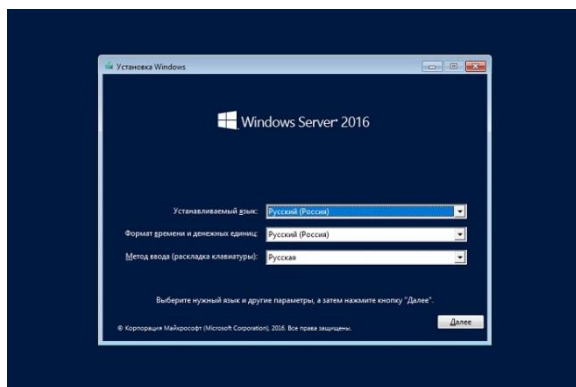 Установка Windows
Windows Server 2016
Устанавливаемый язык: Русский (Россия)
Формат времени и денежных единиц: Русский (Россия)
Метод ввода (раскладка клавиатуры): Русская
Выберите нужный язык и другие параметры, а затем нажмите кнопку "Далее".
© Корпорация Майкрософт (Microsoft Corporation), 2016. Все права защищены.
Далее